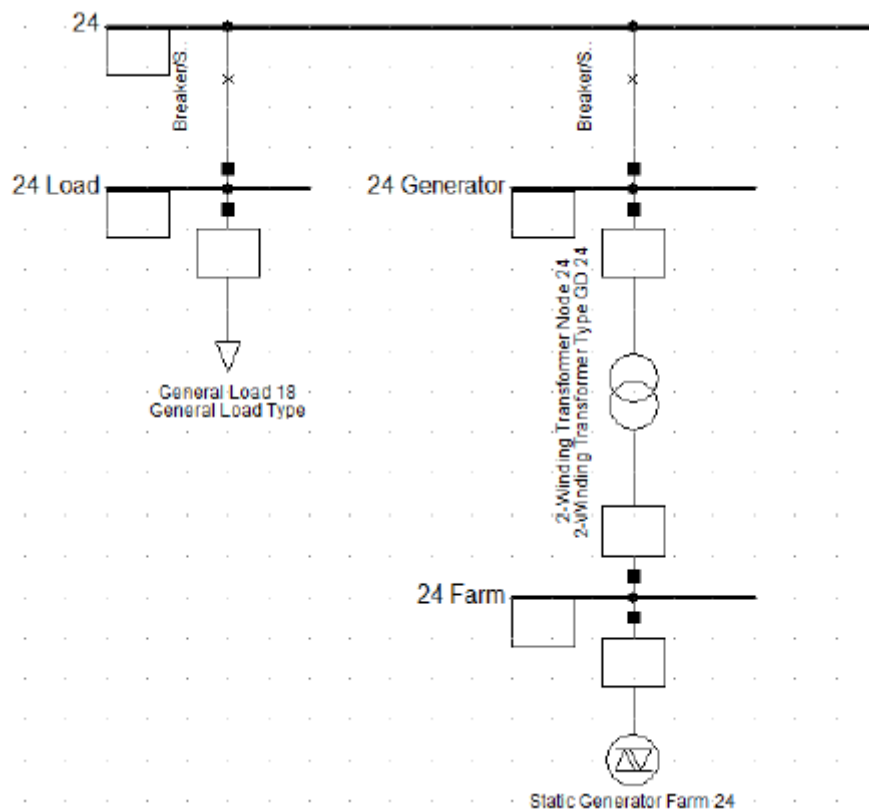 24
Breaker/S..
Breaker/S..
24 Load
24 Generator
2-Winding Transformer Node 24
2-Winding Transformer Type GD 24
General Load 18
General Load Type
24 Farm
Static Generator Farm 24